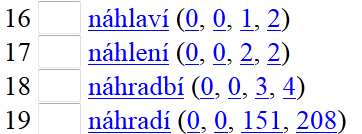 16 náhlaví (0, 0, 1, 2)
17 náhlení (0, 0, 2, 2)
18 náhradbí (0, 0, 3, 4)
19 náhradí (0, 0, 151, 208)